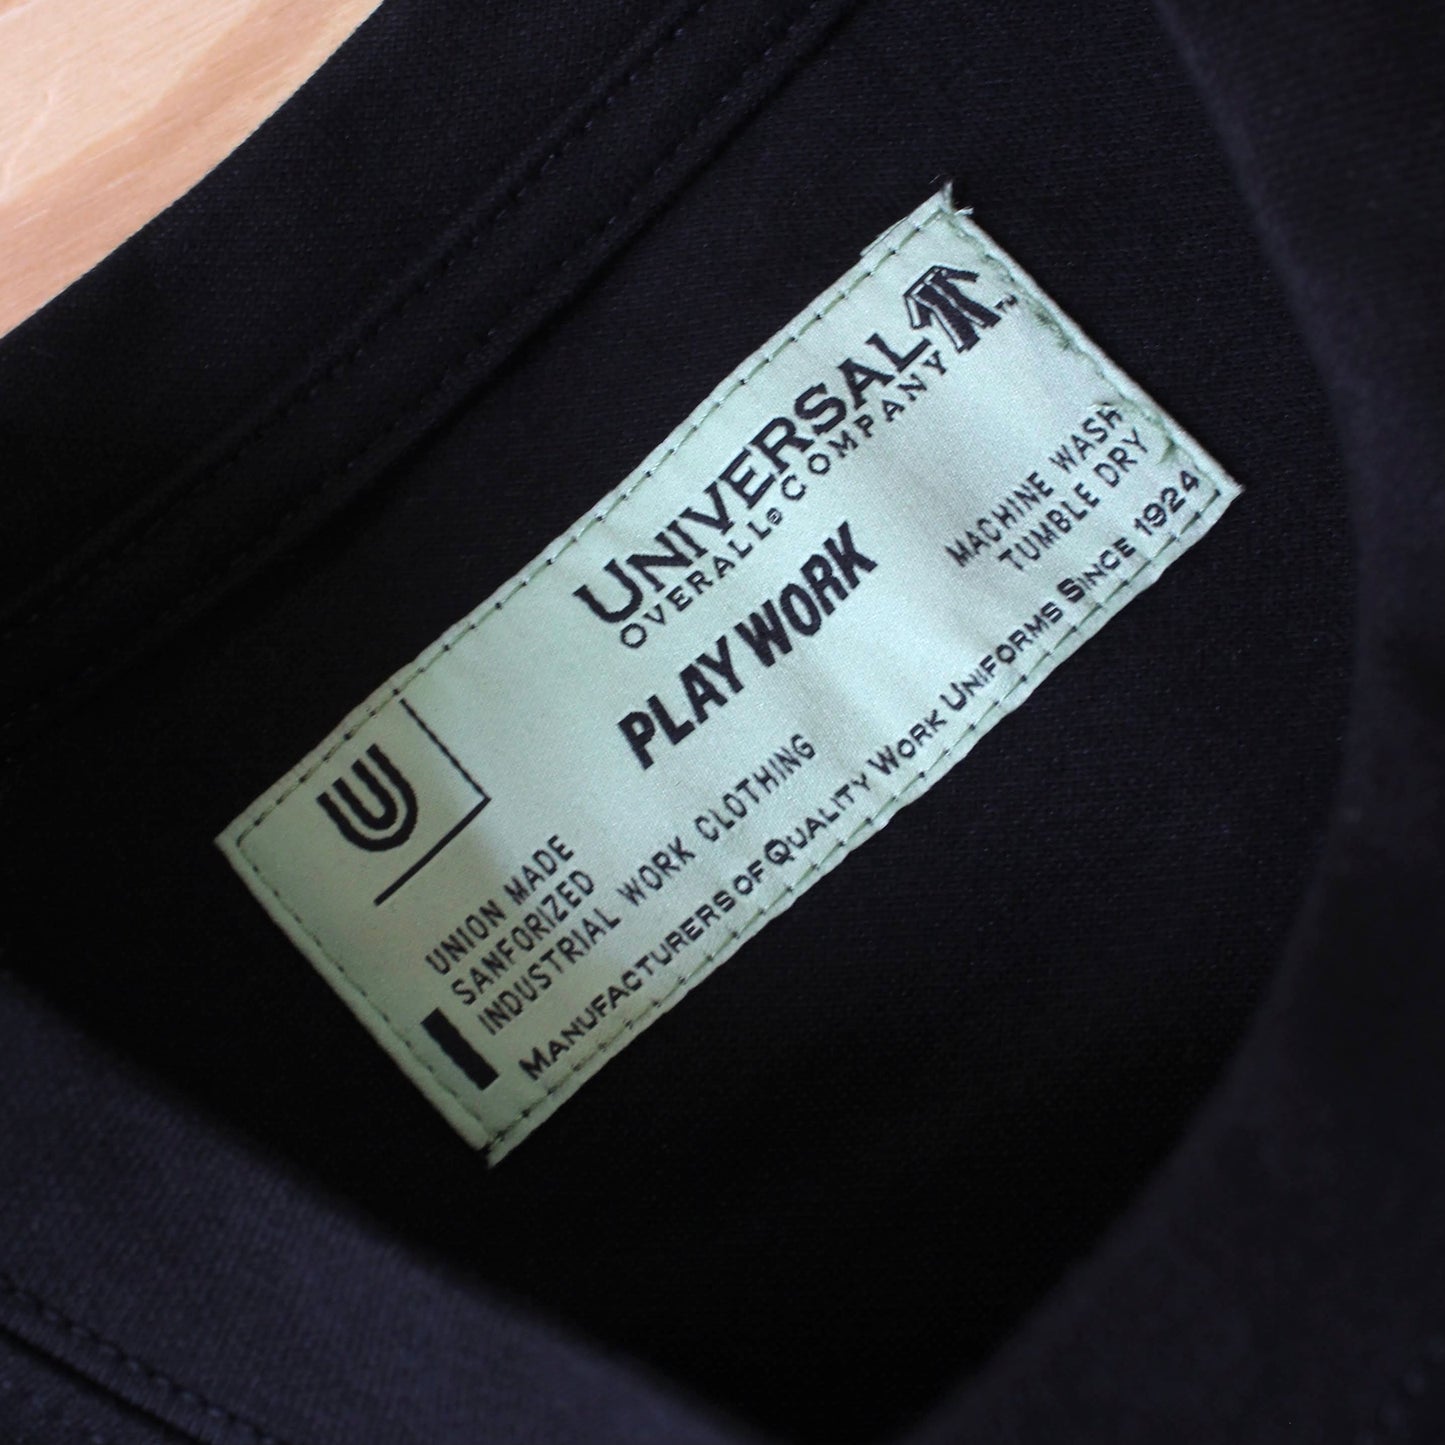 UNIVERSAL
OVERALL® COMPANY
™
PLAY WORK
MACHINE WASH
TUMBLE DRY
U
UNION MADE
SANFORIZED
INDUSTRIAL WORK CLOTHING
MANUFACTURERS OF QUALITY WORK UNIFORMS SINCE 1924